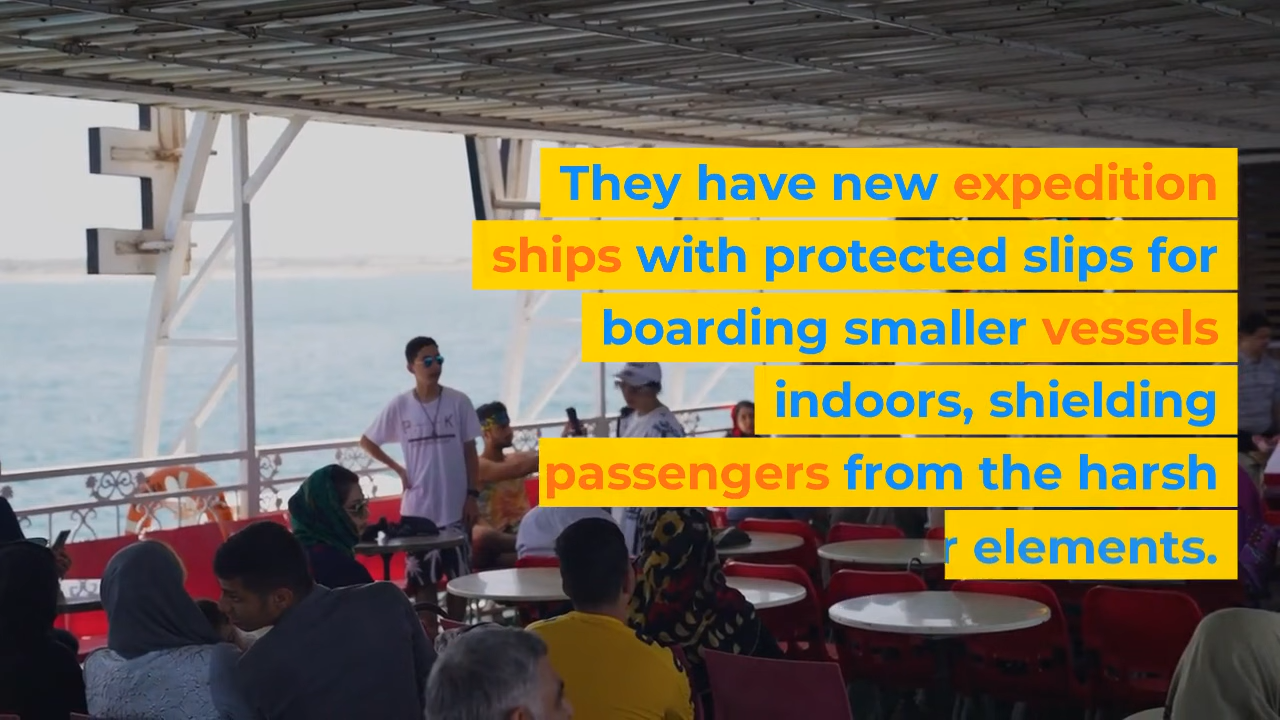 They have new expedition
ships with protected slips for
boarding smaller vessels
indoors, shielding
passengers from the harsh
elements.